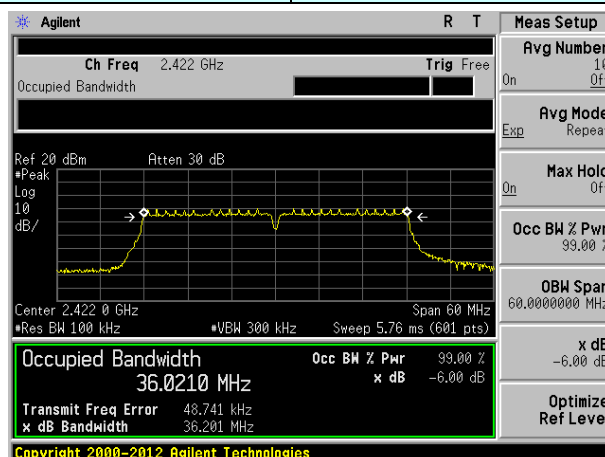 Agilent R T Meas Setup
Ch Freq 2.422 GHz Trig Free
Occupied Bandwidth
Avg Number
10
On Of
Avg Mode
Exp Repea
Max Hold
On Of
Occ BW % Pwr
99.00 %
OBW Span
60.0000000 MHz
x dB
-6.00 dB
Optimize
Ref Level
Ref 20 dBm Atten 30 dB
#Peak
Log
10
dB/
Center 2.422 0 GHz Span 60 MHz
#Res BW 100 kHz #VBW 300 kHz Sweep 5.76 ms (601 pts)
Occupied Bandwidth Occ BW % Pwr 99.00 %
36.0210 MHz x dB -6.00 dB
Transmit Freq Error 48.741 kHz
x dB Bandwidth 36.201 MHz
Copyright 2000-2012 Agilent Technologies